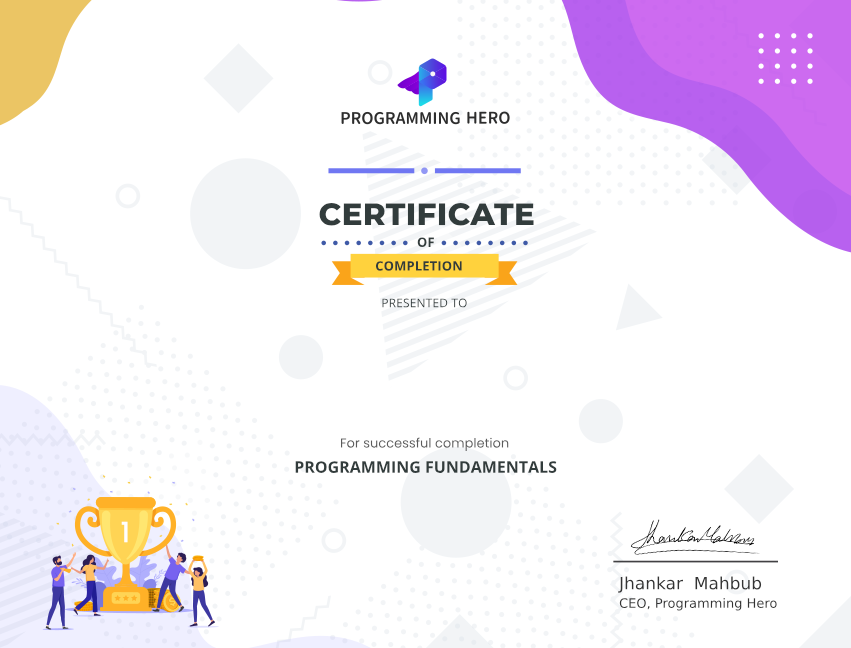 PROGRAMMING HERO
CERTIFICATE
OF
COMPLETION
PRESENTED TO
For successful completion
PROGRAMMING FUNDAMENTALS
1
Jhankar Mahbub
Jhankar Mahbub
CEO, Programming Hero